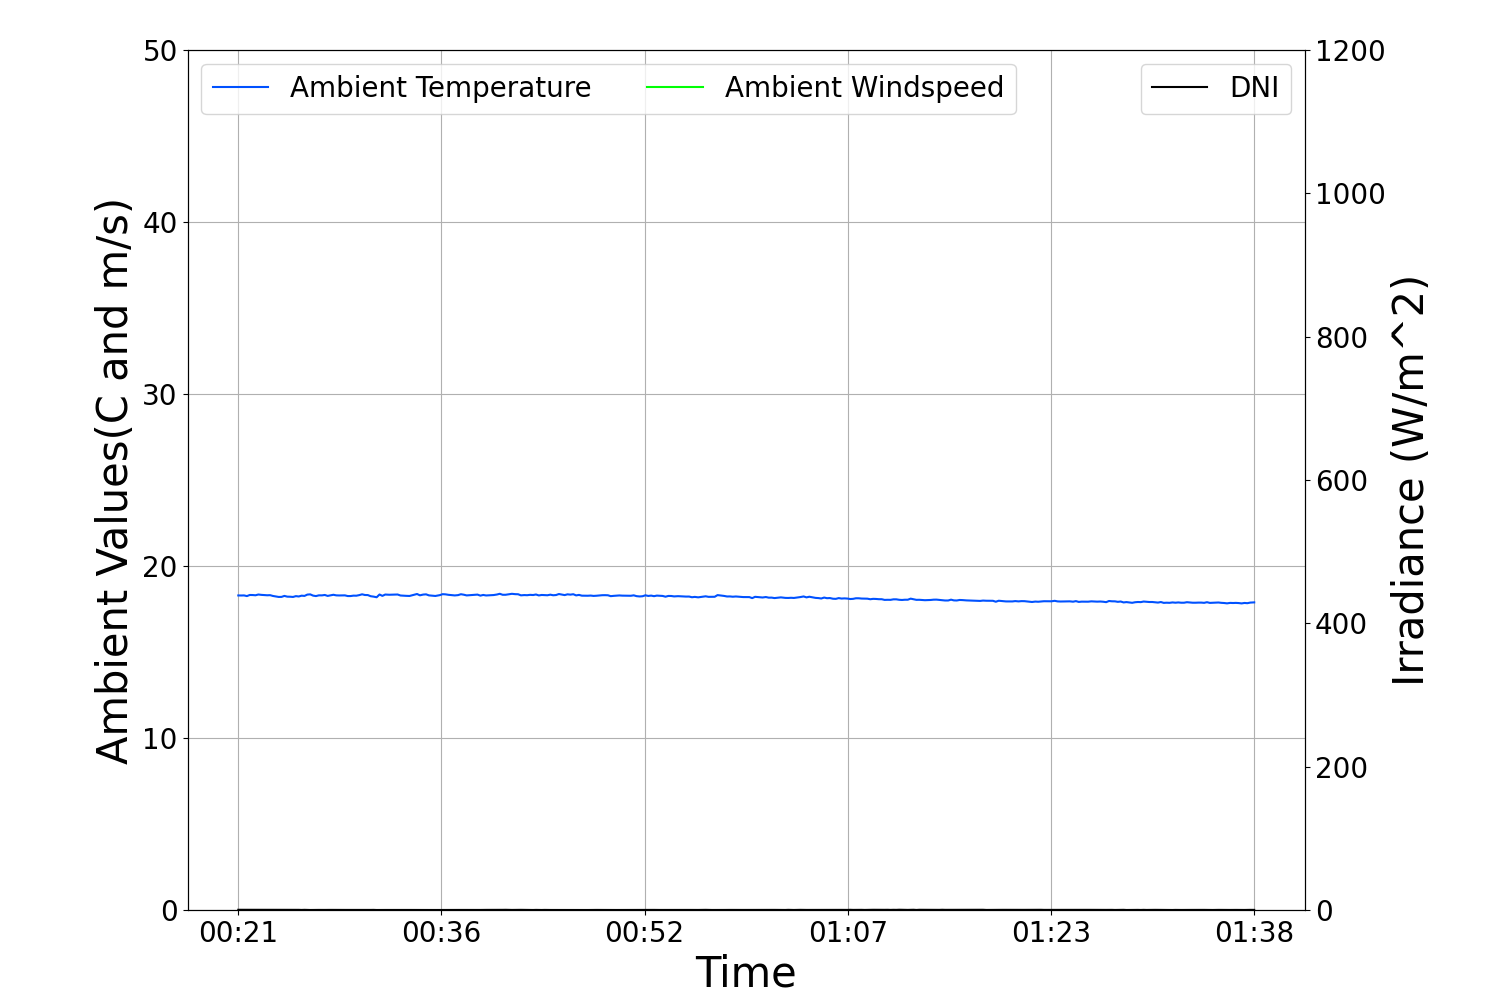 Ambient Temperature
Ambient Windspeed
DNI
Ambient Values(C and m/s)
50
40
30
20
10
0
1200
1000
800
600
400
200
0
Irradiance (W/m^2)
00:21 00:36 00:52 01:07 01:23 01:38
Time